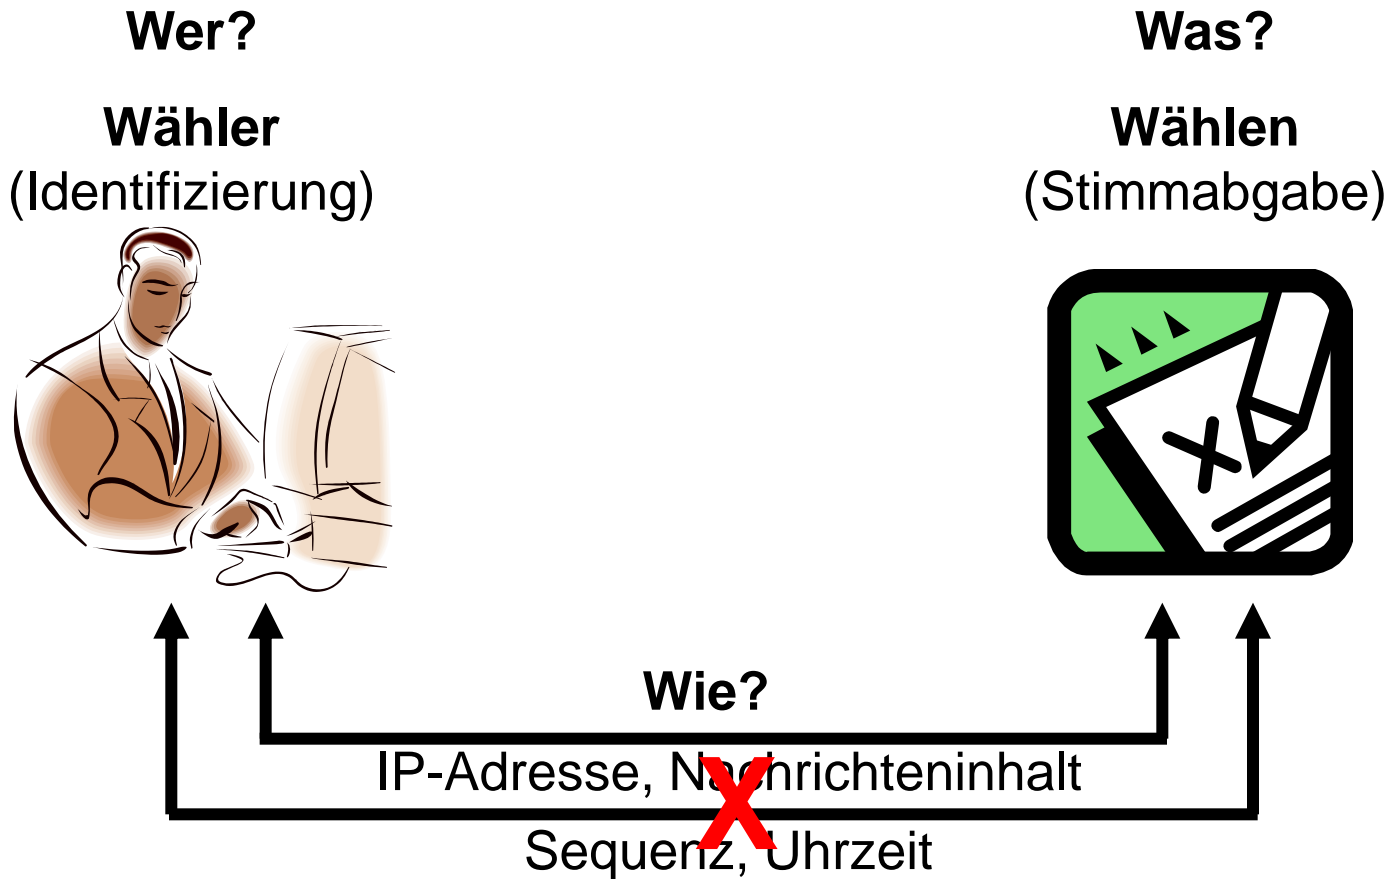 Wer?
Was?
Wähler
Wählen
(Identifizierung)
(Stimmabgabe)
X
Wie?
IP-Adresse, Nachrichteninhalt
X
Sequenz, Uhrzeit